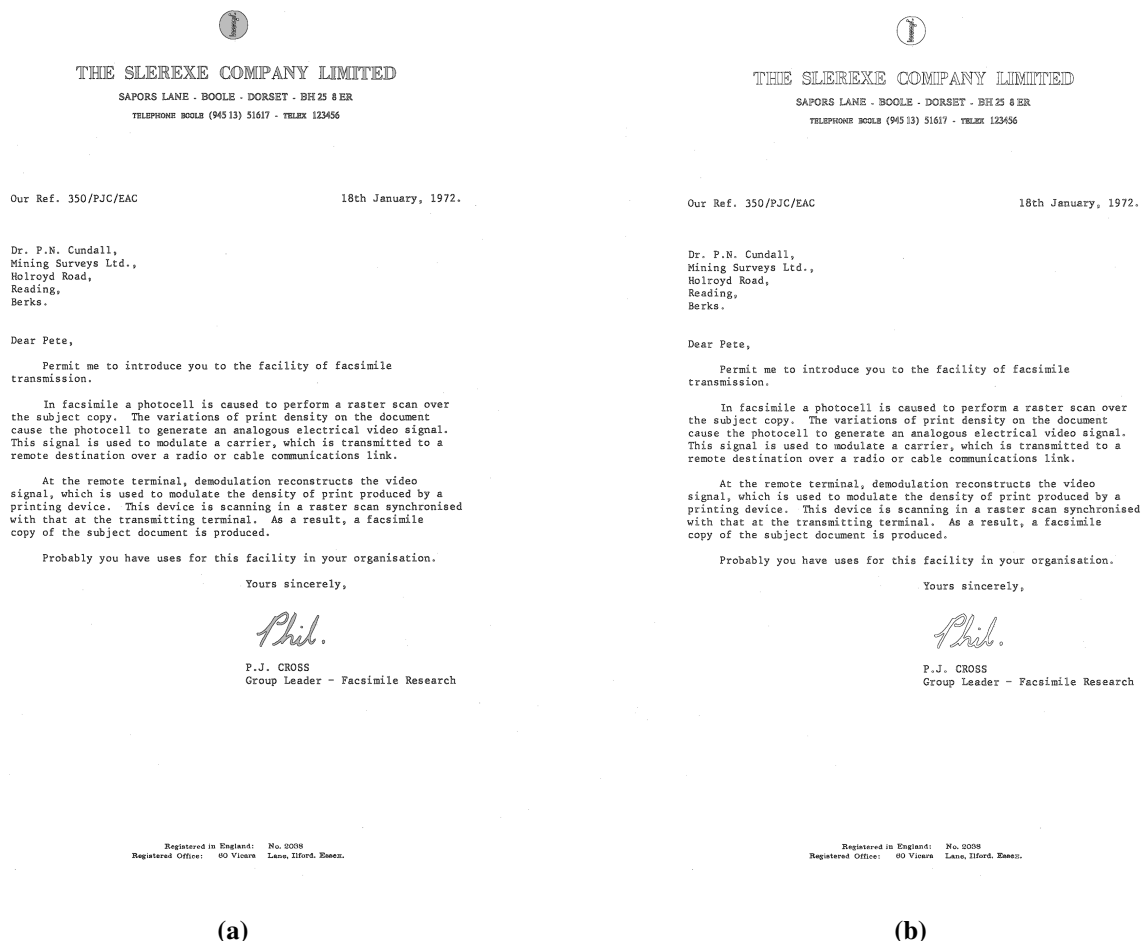 THE SLEREXE COMPANY LIMITED
SAPORS LANE - BOOLE - DORSET - BH 25 8 ER
TELEPHONE BOOLE (945 13) 51617 - TELEX 123456
Our Ref. 350/PJC/EAC 18th January, 1972.
Dr. P.N. Cundall,
Mining Surveys Ltd.,
Holroyd Road,
Reading,
Berks.
Dear Pete,
Permit me to introduce you to the facility of facsimile
transmission.
In facsimile a photocell is caused to perform a raster scan over
the subject copy. The variations of print density on the document
cause the photocell to generate an analogous electrical video signal.
This signal is used to modulate a carrier, which is transmitted to a
remote destination over a radio or cable communications link.
At the remote terminal, demodulation reconstructs the video
signal, which is used to modulate the density of print produced by a
printing device. This device is scanning in a raster scan synchronised
with that at the transmitting terminal. As a result, a facsimile
copy of the subject document is produced.
Probably you have uses for this facility in your organisation.
Yours sincerely,
Phil.
P.J. CROSS
Group Leader - Facsimile Research
Registered in England: No. 2038
Registered Office: 60 Vicara Lane, Ilford. Essex.
(a)
THE SLEREXE COMPANY LIMITED
SAPORS LANE - BOOLE - DORSET - BH 25 8 ER
TELEPHONE BOOLE (945 13) 51617 - TELEX 123456
Our Ref. 350/PJC/EAC 18th January, 1972.
Dr. P.N. Cundall,
Mining Surveys Ltd.,
Holroyd Road,
Reading,
Berks.
Dear Pete,
Permit me to introduce you to the facility of facsimile
transmission.
In facsimile a photocell is caused to perform a raster scan over
the subject copy. The variations of print density on the document
cause the photocell to generate an analogous electrical video signal.
This signal is used to modulate a carrier, which is transmitted to a
remote destination over a radio or cable communications link.
At the remote terminal, demodulation reconstructs the video
signal, which is used to modulate the density of print produced by a
printing device. This device is scanning in a raster scan synchronised
with that at the transmitting terminal. As a result, a facsimile
copy of the subject document is produced.
Probably you have uses for this facility in your organisation.
Yours sincerely,
Phil.
P.J. CROSS
Group Leader - Facsimile Research
Registered in England: No. 2038
Registered Office: 60 Vicara Lane, Ilford. Essex.
(b)